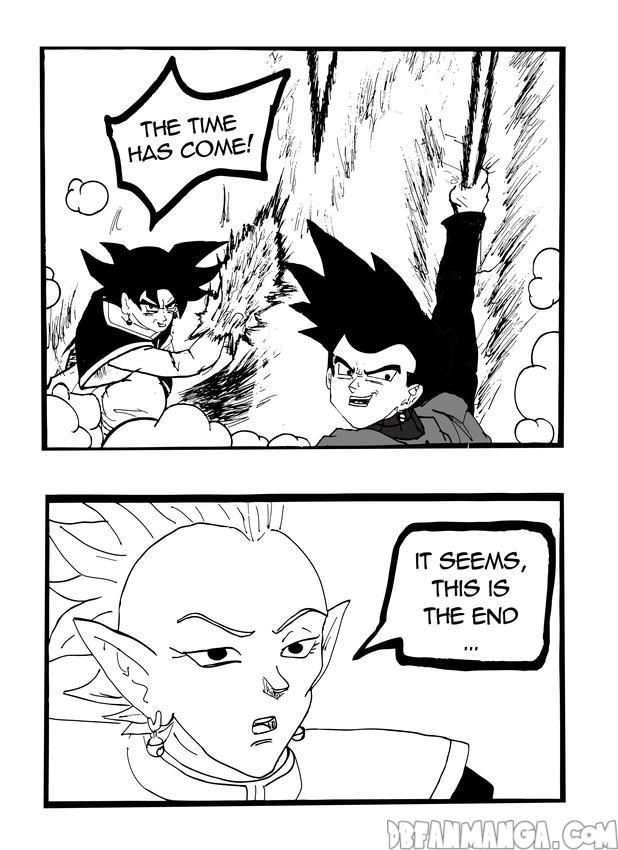 THE TIME
HAS COME!
IT SEEMS,
THIS IS
THE END
...
DBFANMANGA.COM